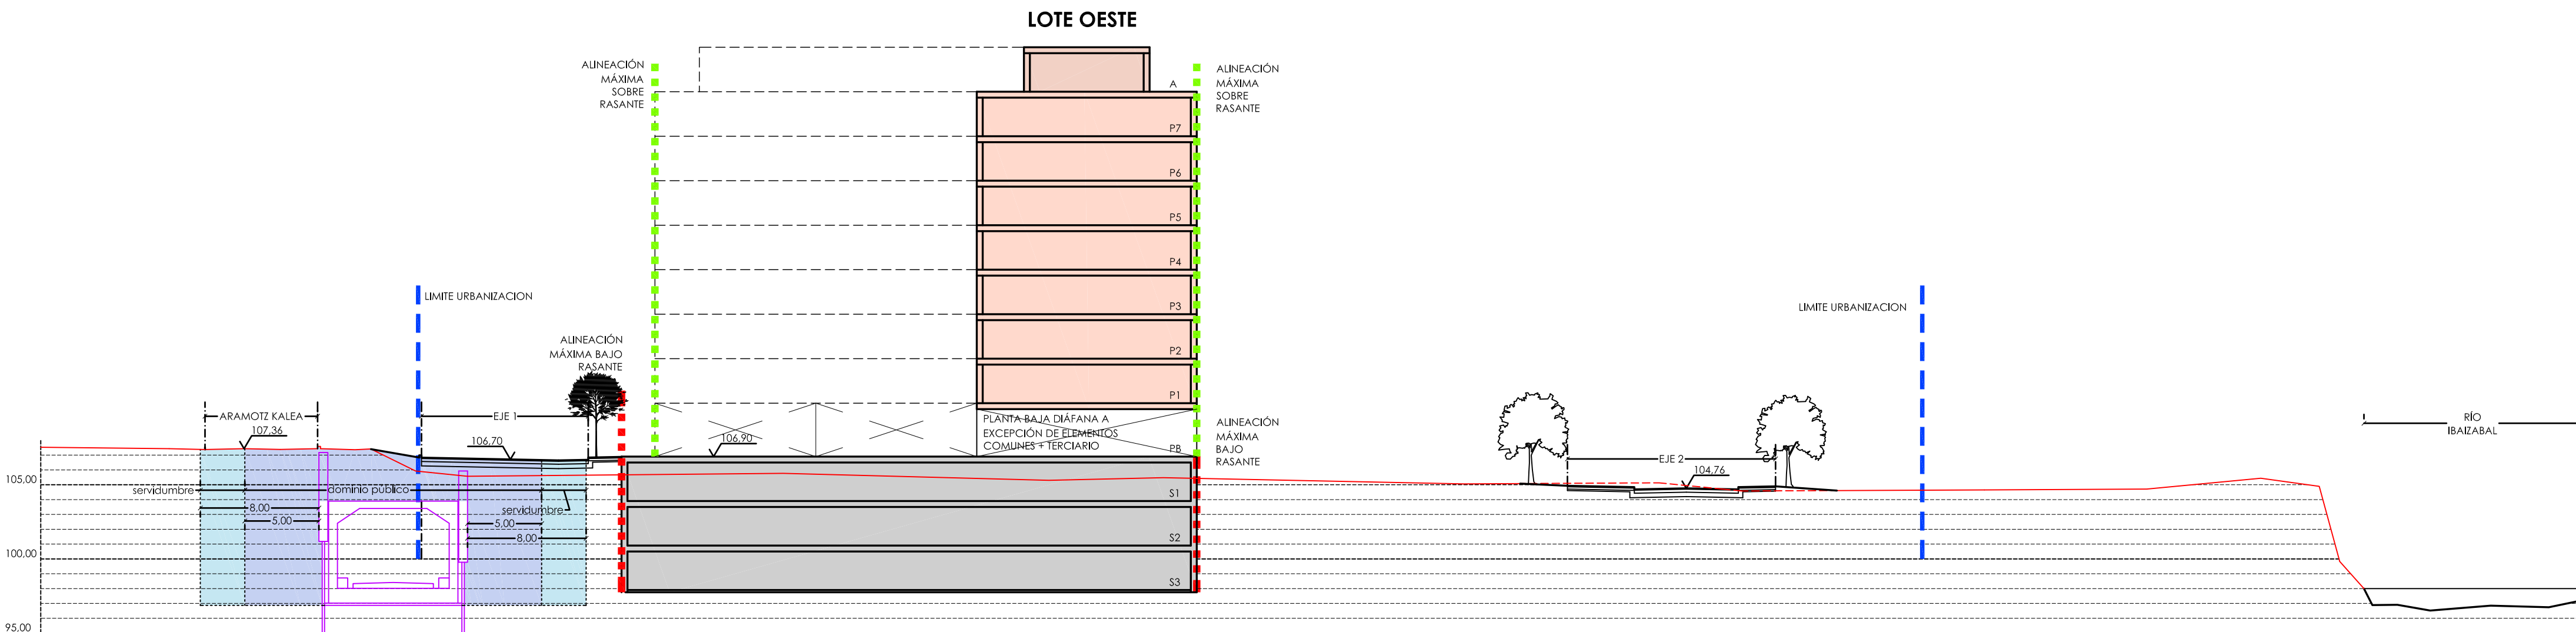 LOTE OESTE
ALINEACIÓN
MÁXIMA
SOBRE
RASANTE
ALINEACIÓN
MÁXIMA
SOBRE
RASANTE
A
P7
P6
P5
P4
P3
P2
P1
LIMITE URBANIZACION
LIMITE URBANIZACION
ALINEACIÓN
MÁXIMA BAJO
RASANTE
ARAMOTZ KALEA
107,36
EJE 1
106,70
106,90
PLANTA BAJA DIÁFANA A
EXCEPCIÓN DE ELEMENTOS
COMUNES + TERCIARIO
PB
ALINEACIÓN
MÁXIMA
BAJO
RASANTE
EJE 2
104,76
RÍO
IBAIZABAL
105,00
servidumbre
dominio público
servidumbre
8,00
5,00
5,00
8,00
S1
S2
S3
100,00
95,00